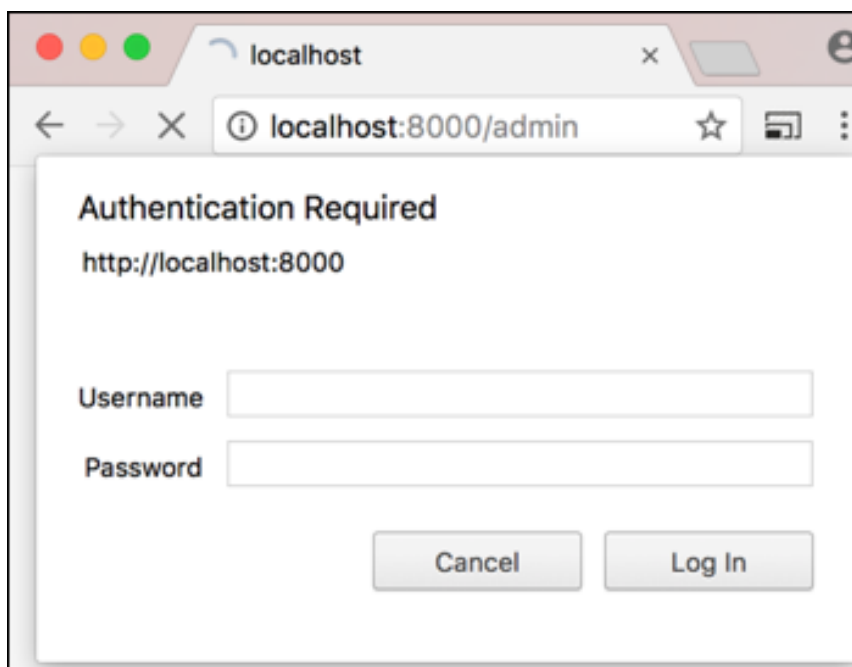 localhost
localhost:8000/admin
Authentication Required
http://localhost:8000
Username
Password
Cancel Log In